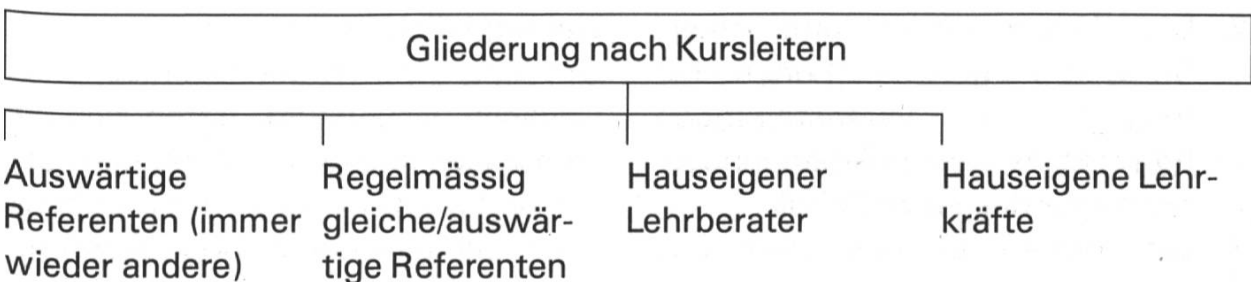 Gliederung nach Kursleitern
Auswärtige
Referenten (immer
wieder andere)
Regelmässig
gleiche/auswär-
tige Referenten
Hauseigener
Lehrberater
Hauseigene Lehr-
kräfte